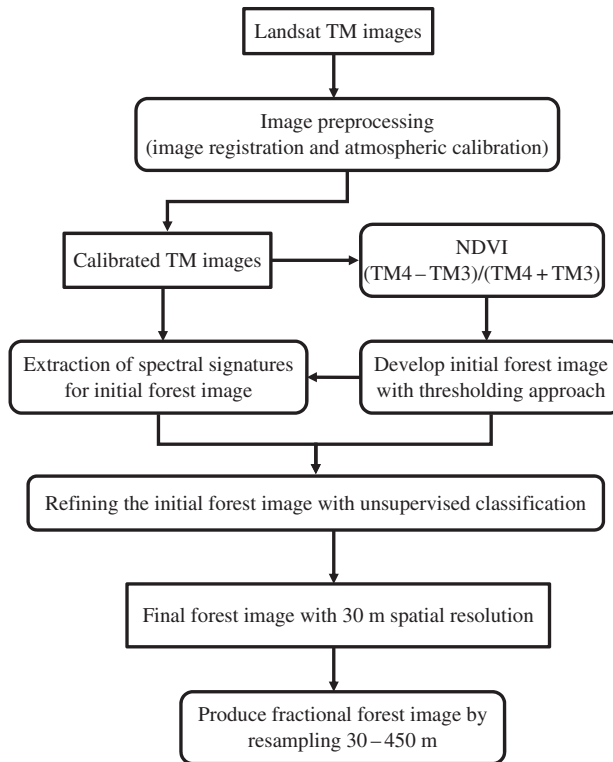 Landsat TM images
Image preprocessing
(image registration and atmospheric calibration)
Calibrated TM images
NDVI
(TM4 – TM3)/(TM4 + TM3)
Extraction of spectral signatures
for initial forest image
Develop initial forest image
with thresholding approach
Refining the initial forest image with unsupervised classification
Final forest image with 30 m spatial resolution
Produce fractional forest image by
resampling 30 – 450 m